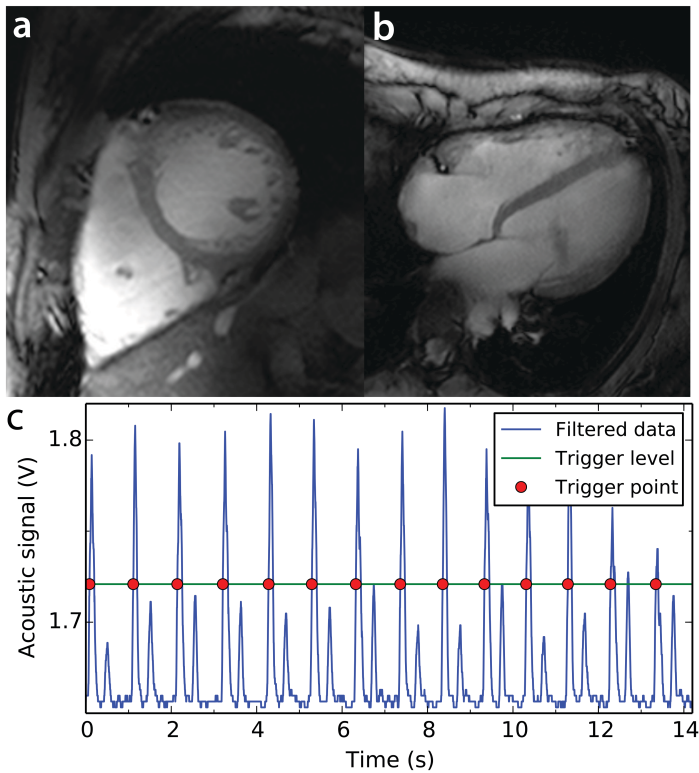 a
b
c
1.8
1.7
Acoustic signal (V)
Filtered data
Trigger level
Trigger point
0 2 4 6 8 10 12 14
Time (s)